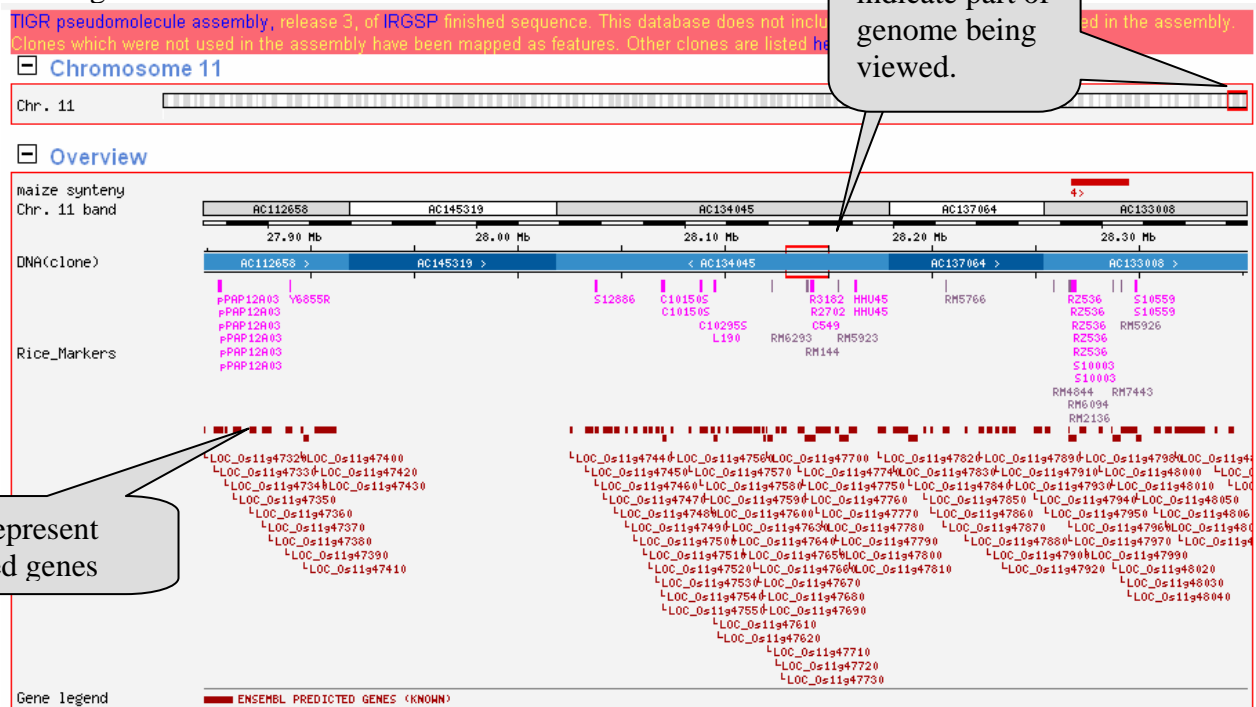 TIGR pseudomolecule assembly, release 3, of IRGSP finished sequence. This database does not ed in the assembly.
Clones which were not used in the assembly have been mapped as features. Other clones are listed
indicate part of
genome being
viewed.
Chromosome 11
Chr. 11
Overview
maize synteny
4>
Chr. 11 band AC112658 AC145319 AC134045 AC137064 AC133008
27.90 Mb 28.00 Mb 28.10 Mb 28.20 Mb 28.30 Mb
DNA(clone) AC112658 > AC145319 > < AC134045 AC137064 > AC133008 >
pPAP12A03 Y6855R S12886 C10150S R3182 HHU45 RM5766 RZ536 S10559
pPAP12A03 C10150S R2702 HHU45 RZ536 S10559
pPAP12A03 C10295S C549 RZ536 RM5926
pPAP12A03 L190 RM6293 RM5923 RZ536
Rice_Markers pPAP12A03 RM144 RZ536
pPAP12A03 S10003
S10003
RM4844 RM7443
RM6094
RM2136
LOC_Os11g47320 LOC_Os11g47400 LOC_Os11g47440 LOC_Os11g47560 LOC_Os11g47700 LOC_Os11g47820 LOC_Os11g47890 LOC_Os11g47980
LOC_Os11g47330 LOC_Os11g47420 LOC_Os11g47450 LOC_Os11g47570 LOC_Os11g47740 LOC_Os11g47830 LOC_Os11g47910 LOC_Os11g48000
LOC_Os11g47340 LOC_Os11g47430 LOC_Os11g47460 LOC_Os11g47580 LOC_Os11g47750 LOC_Os11g47840 LOC_Os11g47930 LOC_Os11g48010
LOC_Os11g47350 LOC_Os11g47470 LOC_Os11g47590 LOC_Os11g47760 LOC_Os11g47850 LOC_Os11g47940 LOC_Os11g48050
LOC_Os11g47360 LOC_Os11g47480 LOC_Os11g47600 LOC_Os11g47770 LOC_Os11g47860 LOC_Os11g47950
LOC_Os11g47370 LOC_Os11g47490 LOC_Os11g47630 LOC_Os11g47780 LOC_Os11g47870 LOC_Os11g47960
LOC_Os11g47380 LOC_Os11g47500 LOC_Os11g47640 LOC_Os11g47790 LOC_Os11g47880 LOC_Os11g47970
LOC_Os11g47390 LOC_Os11g47510 LOC_Os11g47650 LOC_Os11g47800 LOC_Os11g47900 LOC_Os11g47990
LOC_Os11g47410 LOC_Os11g47520 LOC_Os11g47660 LOC_Os11g47810 LOC_Os11g47920 LOC_Os11g48020
LOC_Os11g47530 LOC_Os11g47670 LOC_Os11g48030
LOC_Os11g47540 LOC_Os11g47680 LOC_Os11g48040
LOC_Os11g47550 LOC_Os11g47690
LOC_Os11g47610
LOC_Os11g47620
LOC_Os11g47710
LOC_Os11g47720
LOC_Os11g47730
epresent
ed genes
Gene legend ENSEMBL PREDICTED GENES (KNOWN)